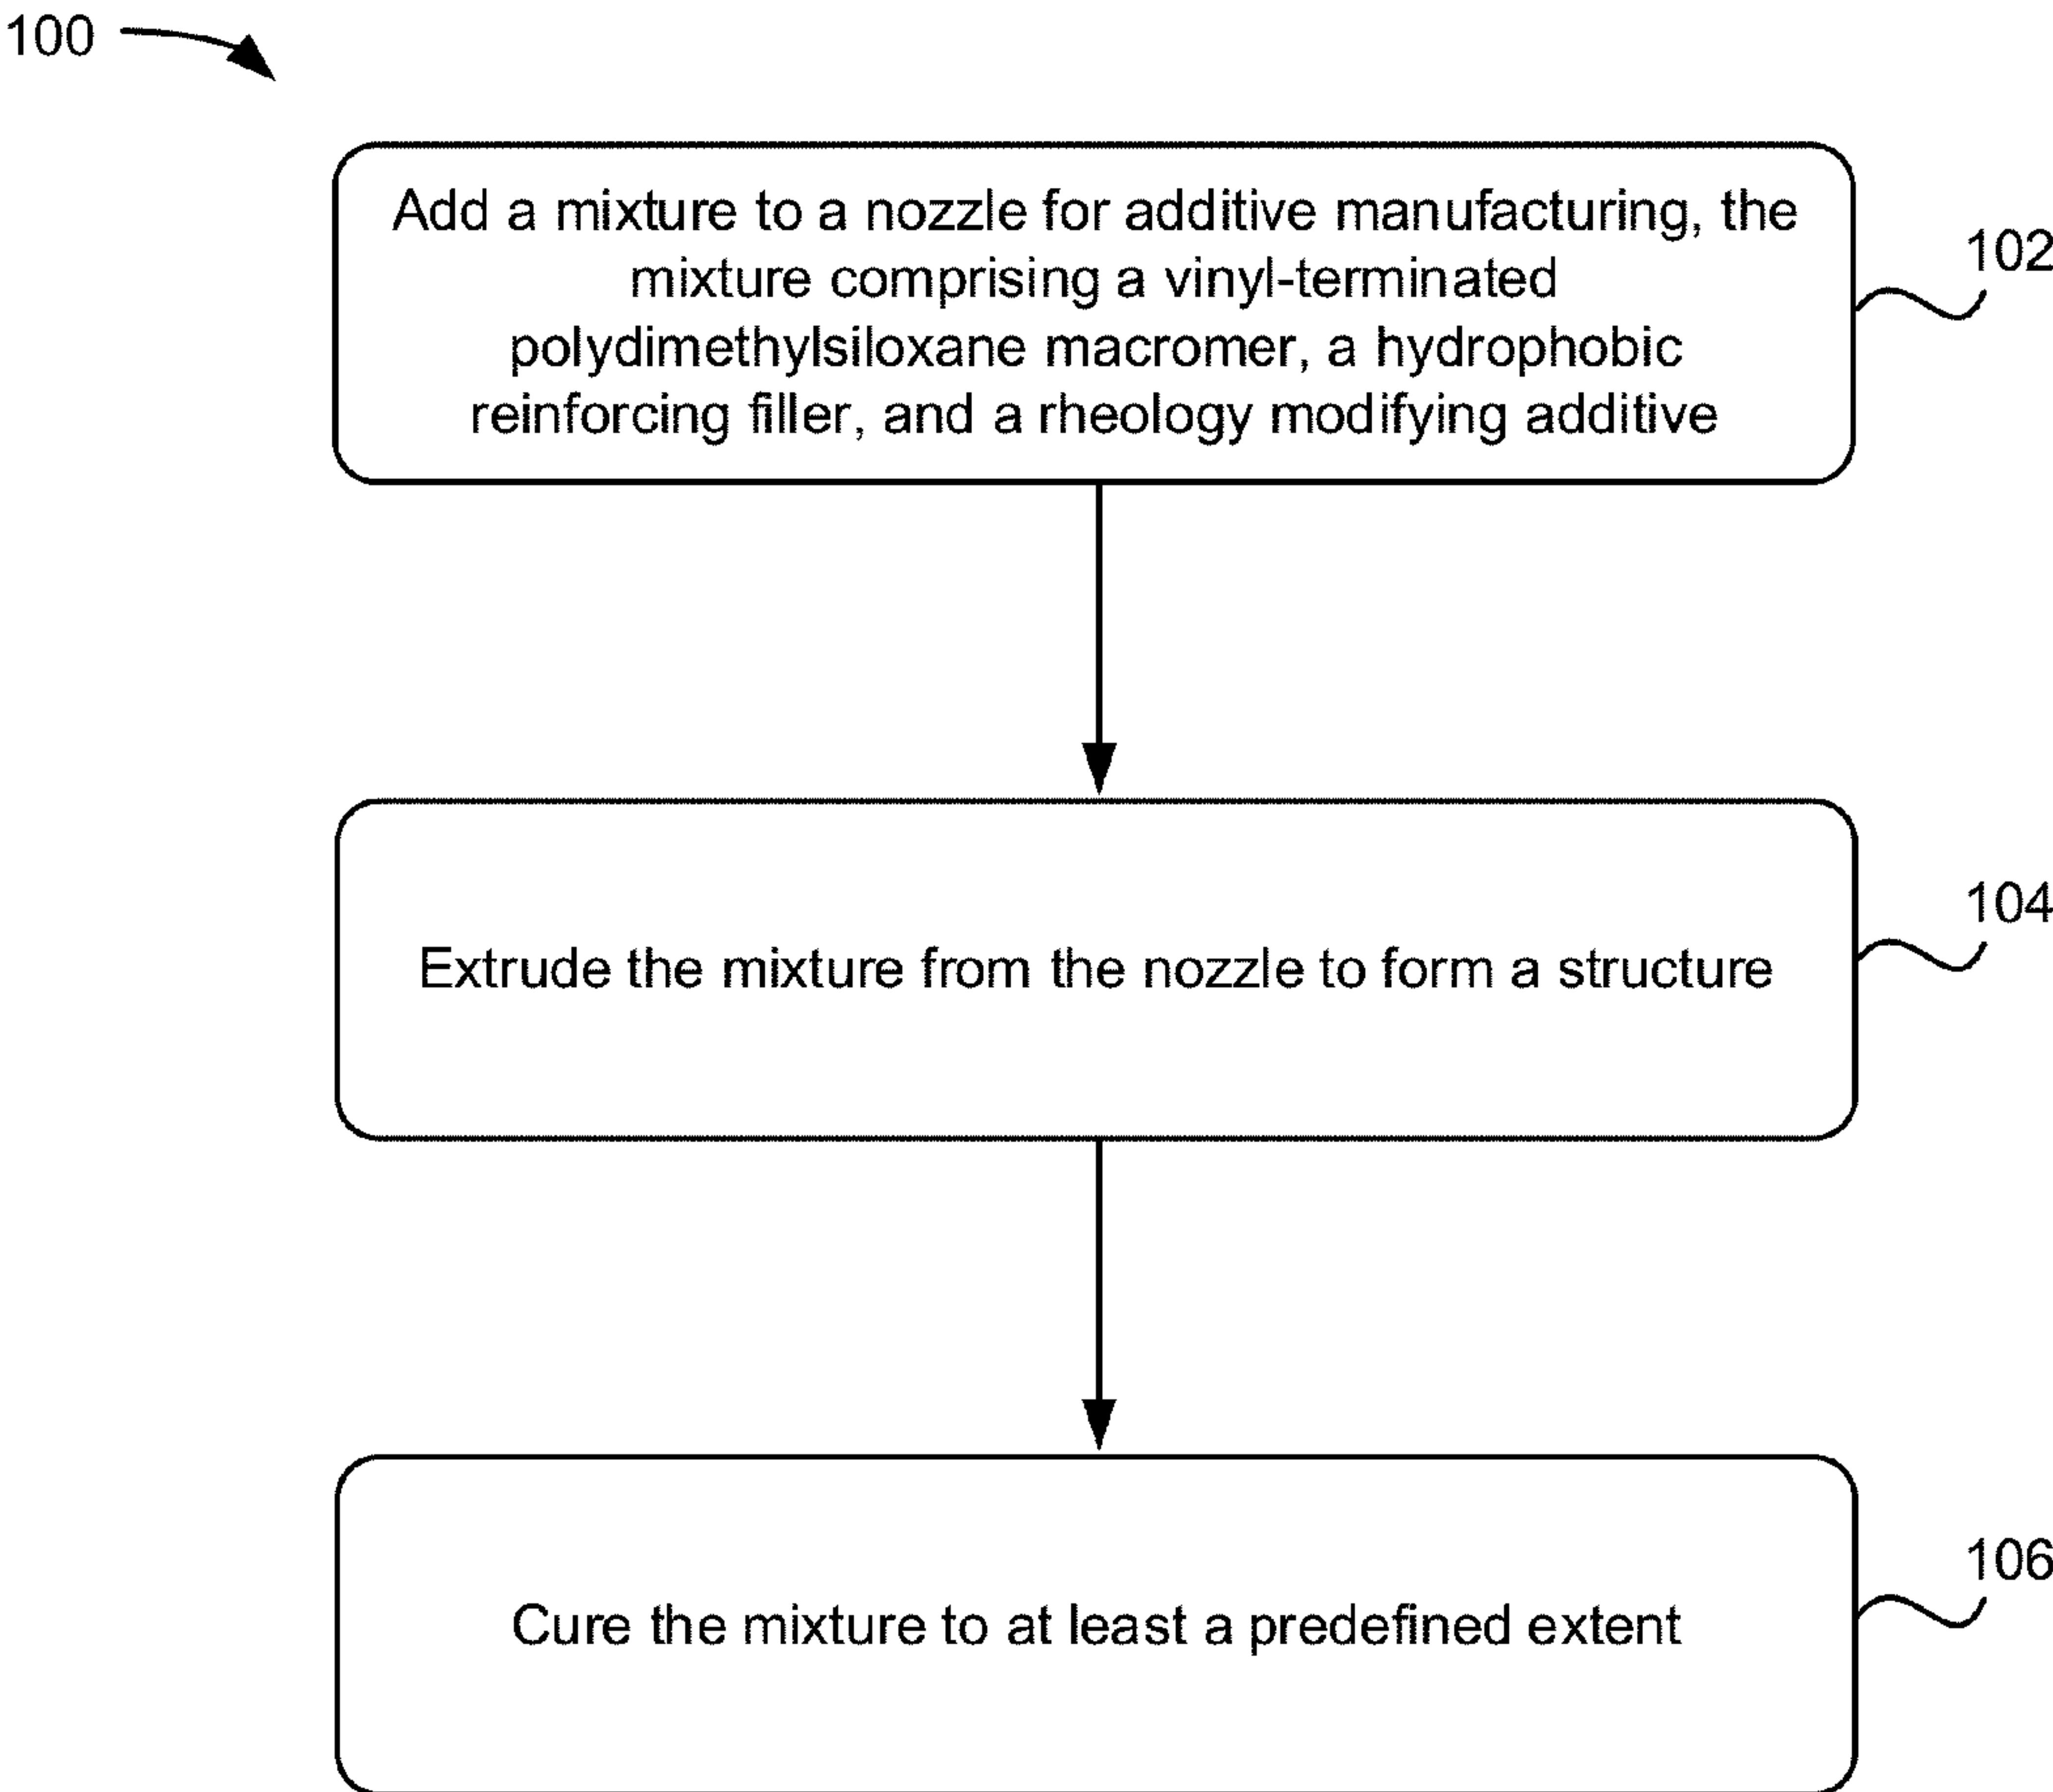 100
Add a mixture to a nozzle for additive manufacturing, the
mixture comprising a vinyl-terminated
polydimethylsiloxane macromer, a hydrophobic
reinforcing filler, and a rheology modifying additive
102
Extrude the mixture from the nozzle to form a structure
104
Cure the mixture to at least a predefined extent
106